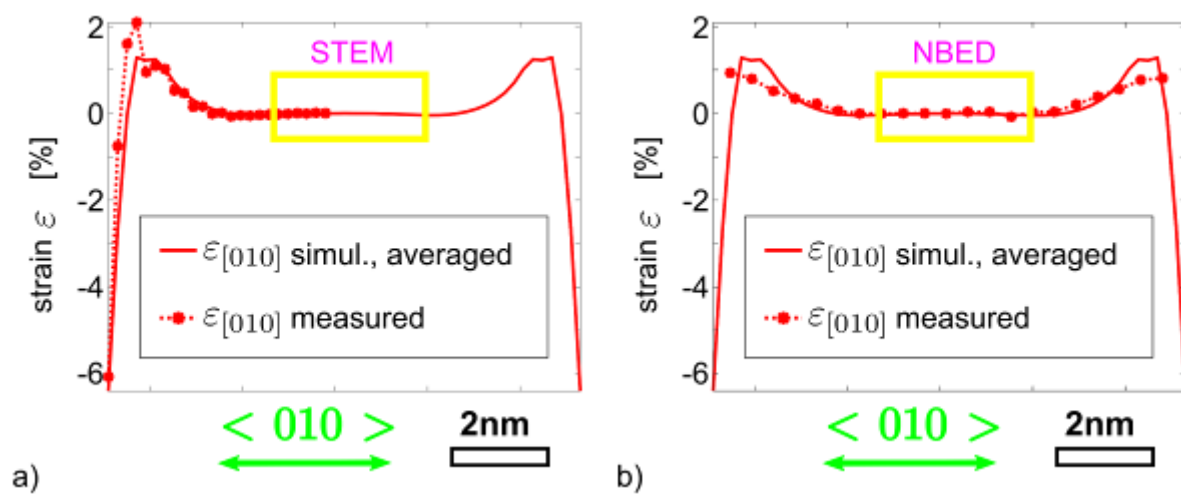 2
0
-2
-4
-6
strain ε [%]
STEM
ε[010] simul., averaged
ε[010] measured
< 010 >
2nm
a)
2
0
-2
-4
-6
strain ε [%]
NBED
ε[010] simul., averaged
ε[010] measured
< 010 >
2nm
b)